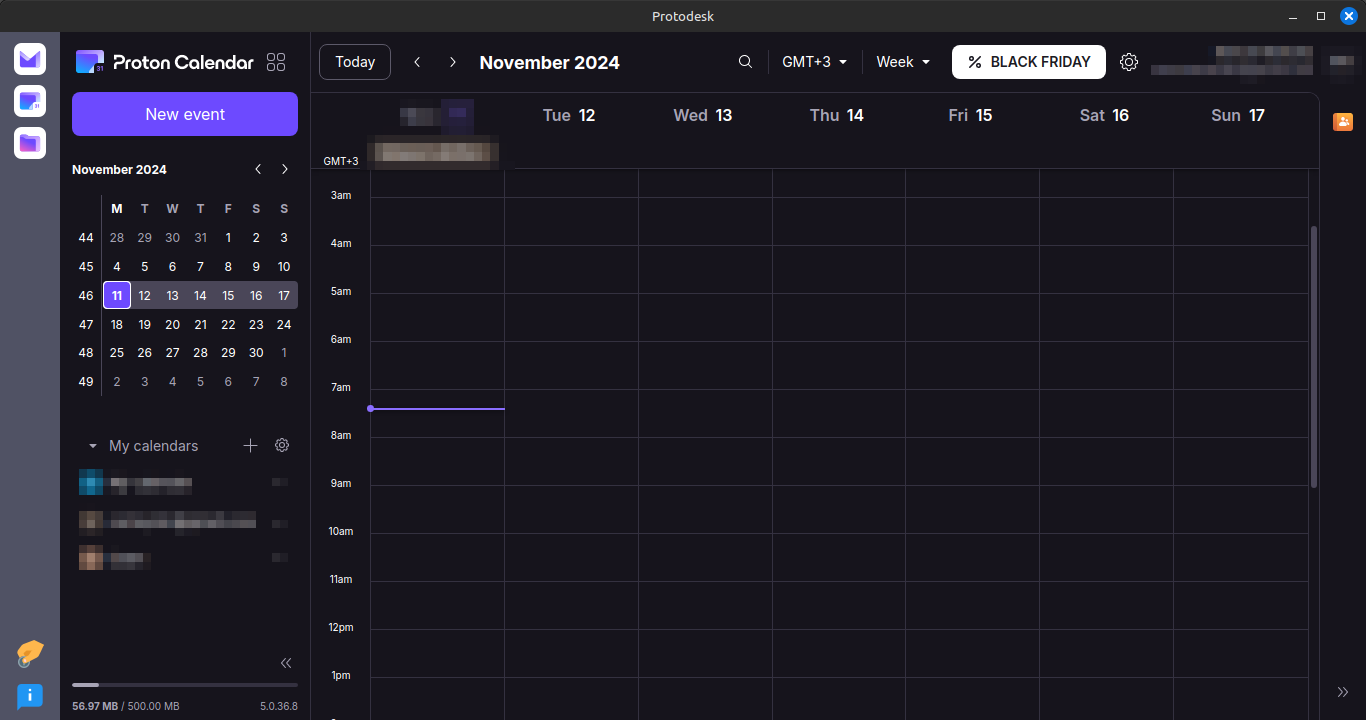 Protodesk
Proton Calendar
New event
November 2024
M T W T F S S
44 28 29 30 31 1 2 3
45 4 5 6 7 8 9 10
46 11 12 13 14 15 16 17
47 18 19 20 21 22 23 24
48 25 26 27 28 29 30 1
49 2 3 4 5 6 7 8
My calendars
56.97 MB / 500.00 MB 5.0.36.8
Today November 2024 GMT+3 Week % BLACK FRIDAY
Tue 12 Wed 13 Thu 14 Fri 15 Sat 16 Sun 17
GMT+3
3am
4am
5am
6am
7am
8am
9am
10am
11am
12pm
1pm